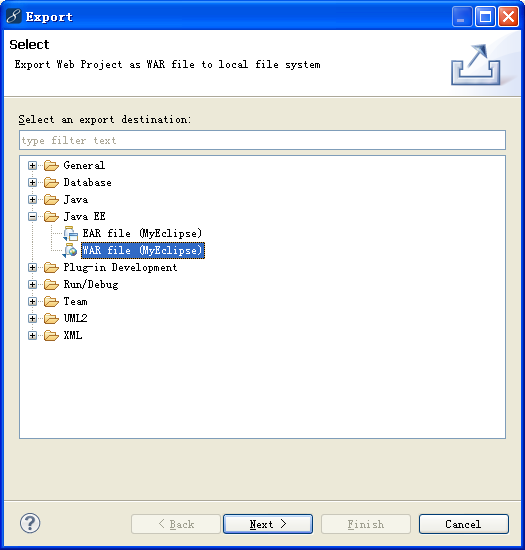 Export
Select
Export Web Project as WAR file to local file system
Select an export destination:
type filter text
General
Database
Java
Java EE
EAR file (MyEclipse)
WAR file (MyEclipse)
Plug-in Development
Run/Debug
Team
UML2
XML
? < Back Next > Finish Cancel